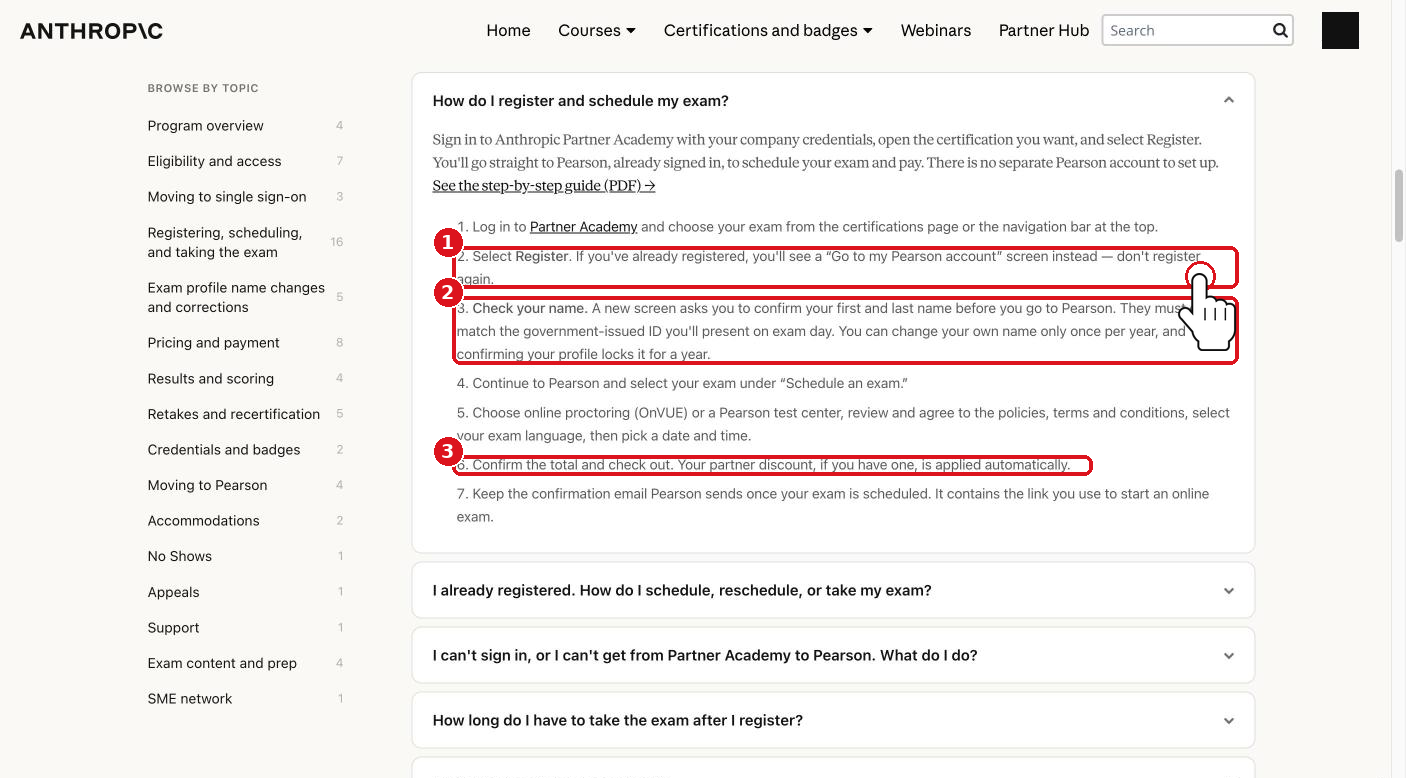 ANTHROP\C
Home
Courses
Certifications and badges
Webinars
Partner Hub
Search
BROWSE BY TOPIC
Program overview 4
Eligibility and access 7
Moving to single sign-on 3
Registering, scheduling,
and taking the exam 16
Exam profile name changes
and corrections 5
Pricing and payment 8
Results and scoring 4
Retakes and recertification 5
Credentials and badges 2
Moving to Pearson 4
Accommodations 2
No Shows 1
Appeals 1
Support 1
Exam content and prep 4
SME network 1
How do I register and schedule my exam?
Sign in to Anthropic Partner Academy with your company credentials, open the certification you want, and select Register.
You'll go straight to Pearson, already signed in, to schedule your exam and pay. There is no separate Pearson account to set up.
See the step-by-step guide (PDF) →
1. Log in to Partner Academy and choose your exam from the certifications page or the navigation bar at the top.
1
2. Select Register. If you've already registered, you'll see a “Go to my Pearson account” screen instead — don't register
again.
2
3. Check your name. A new screen asks you to confirm your first and last name before you go to Pearson. They must
match the government-issued ID you'll present on exam day. You can change your own name only once per year, and
confirming your profile locks it for a year.
4. Continue to Pearson and select your exam under “Schedule an exam.”
5. Choose online proctoring (OnVUE) or a Pearson test center, review and agree to the policies, terms and conditions, select
your exam language, then pick a date and time.
3
6. Confirm the total and check out. Your partner discount, if you have one, is applied automatically.
7. Keep the confirmation email Pearson sends once your exam is scheduled. It contains the link you use to start an online
exam.
I already registered. How do I schedule, reschedule, or take my exam?
I can't sign in, or I can't get from Partner Academy to Pearson. What do I do?
How long do I have to take the exam after I register?